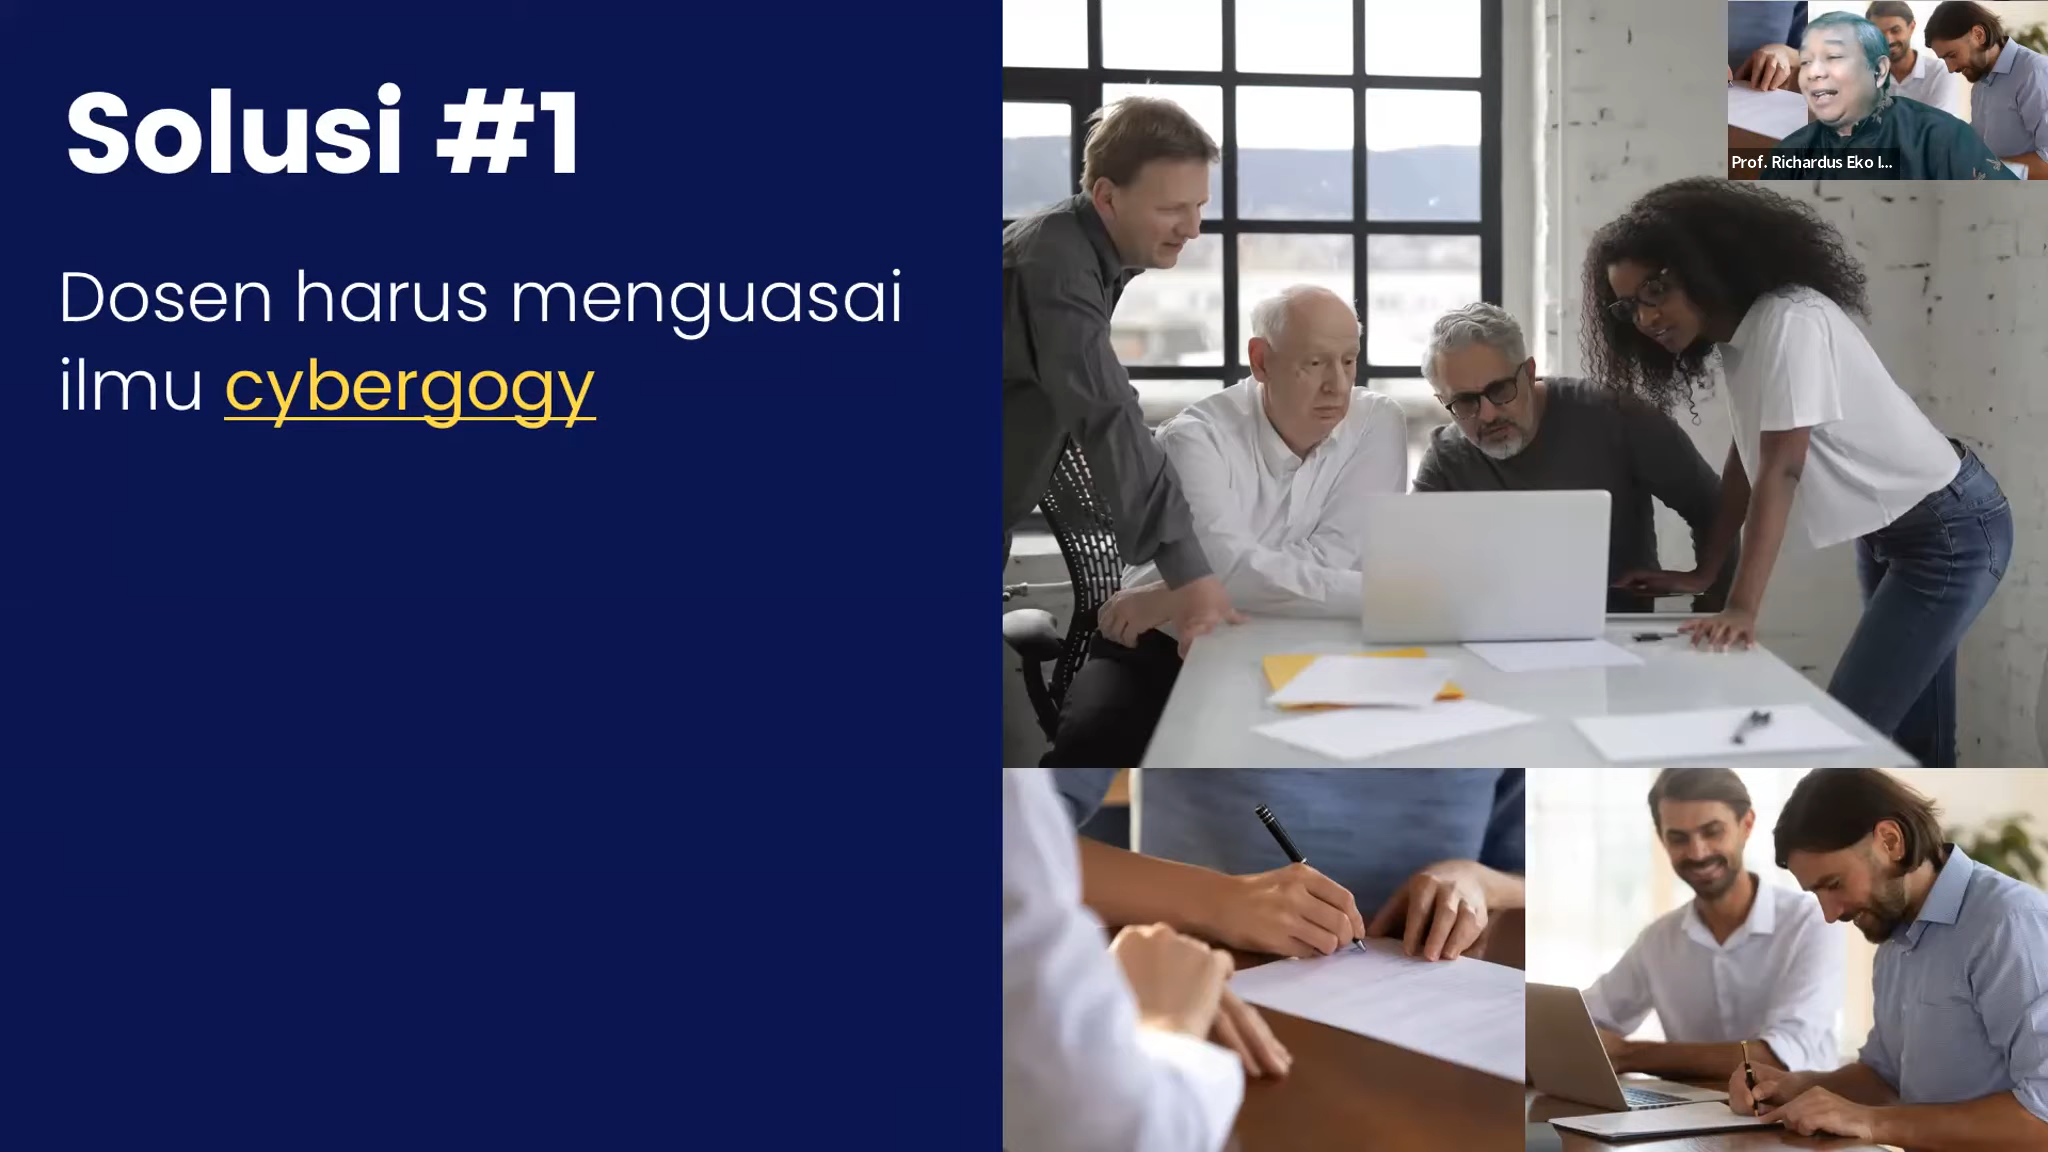 Solusi #1
Dosen harus menguasai
ilmu cybergogy
Prof. Richardus Eko I...